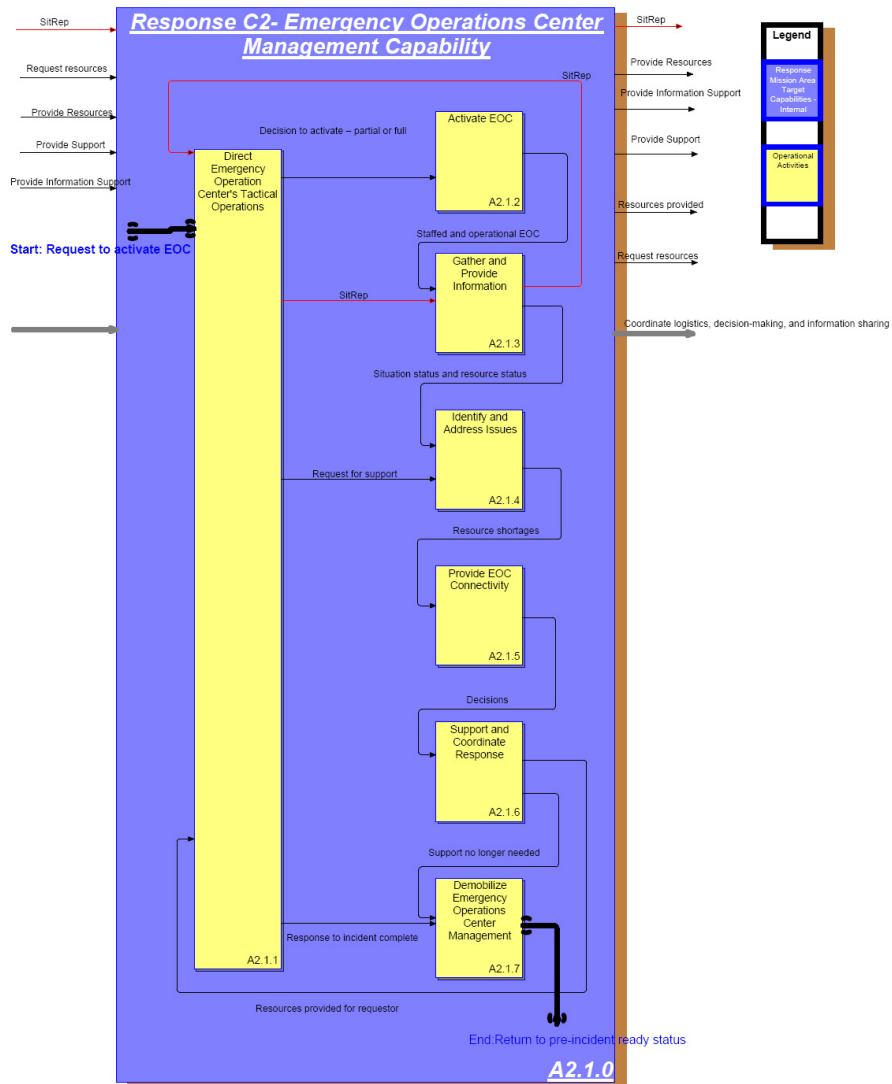 Response C2- Emergency Operations Center
Management Capability
SitRep
Request resources
Provide Resources
Provide Support
Provide Information Support
Start: Request to activate EOC
SitRep
Decision to activate – partial or full
Direct
Emergency
Operation
Center's Tactical
Operations
A2.1.1
Activate EOC
A2.1.2
Staffed and operational EOC
Gather and
Provide
Information
A2.1.3
SitRep
Situation status and resource status
Identify and
Address Issues
A2.1.4
Request for support
Resource shortages
Provide EOC
Connectivity
A2.1.5
Decisions
Support and
Coordinate
Response
A2.1.6
Support no longer needed
Demobilize
Emergency
Operations
Center
Management
A2.1.7
Response to incident complete
Resources provided for requestor
End:Return to pre-incident ready status
A2.1.0
SitRep
Provide Resources
Provide Information Support
Provide Support
Resources provided
Request resources
Coordinate logistics, decision-making, and information sharing
Legend
Response
Mission Area
Target
Capabilities -
Internal
Operational
Activities